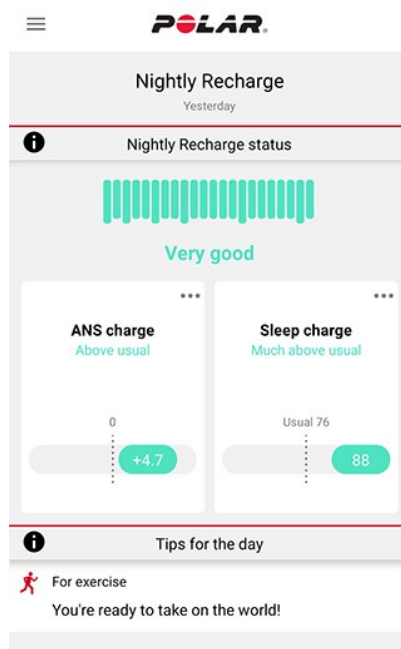 POLAR.
Nightly Recharge
Yesterday
Nightly Recharge status
Very good
ANS charge
Above usual
0
+4.7
Sleep charge
Much above usual
Usual 76
88
Tips for the day
For exercise
You're ready to take on the world!